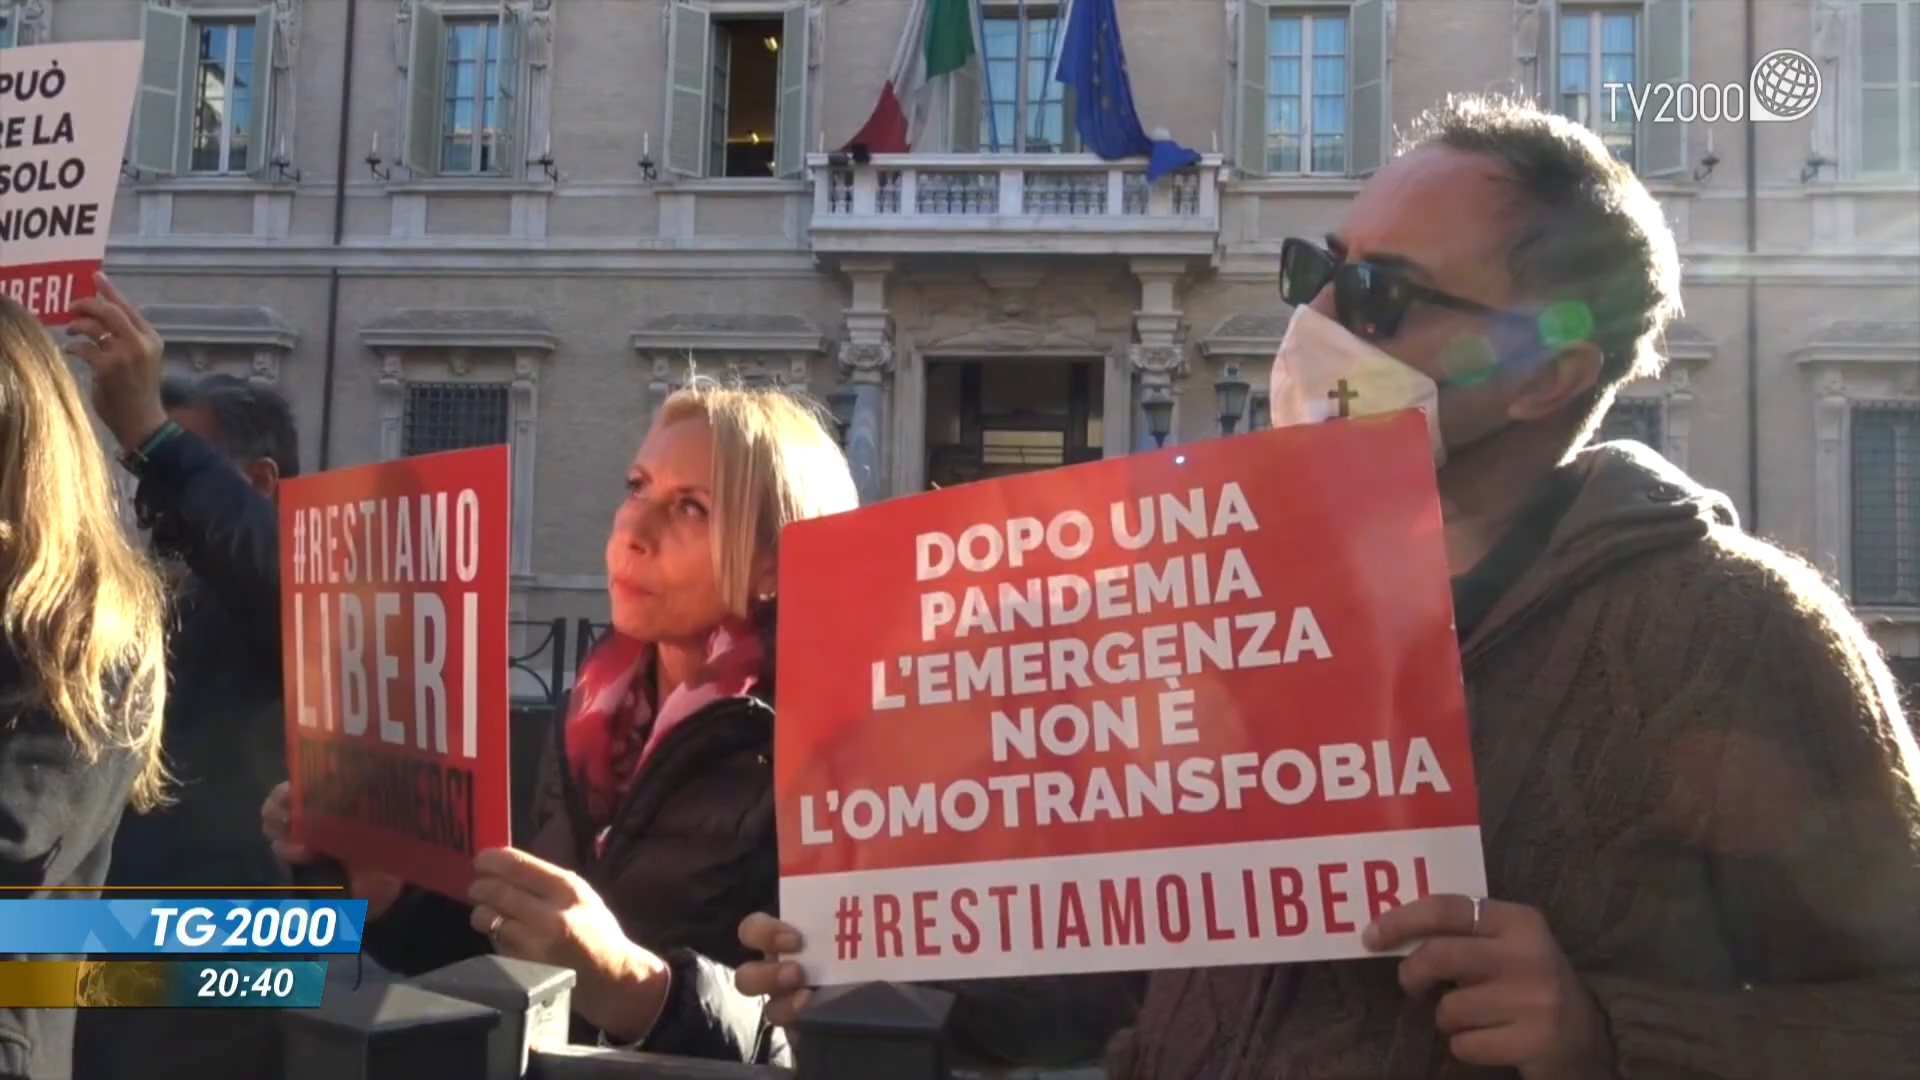 TV2000
PUÒ
RE LA
SOLO
NIONE
IBERI
#RESTIAMO
LIBERI
DOPO UNA
PANDEMIA
L'EMERGENZA
NON È
L'OMOTRANSFOBIA
#RESTIAMOLIBERI
TG 2000
20:40